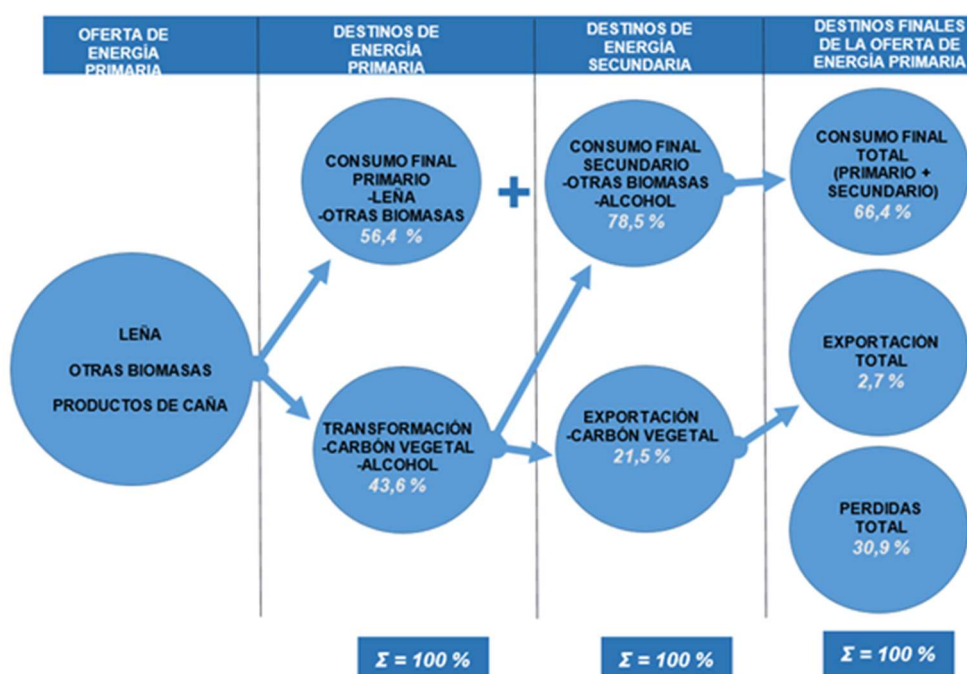 OFERTA DE
ENERGÍA
PRIMARIA
DESTINOS DE
ENERGÍA
PRIMARIA
DESTINOS DE
ENERGÍA
SECUNDARIA
DESTINOS FINALES
DE LA OFERTA DE
ENERGÍA PRIMARIA
LEÑA
OTRAS BIOMASAS
PRODUCTOS DE CAÑA
CONSUMO FINAL
PRIMARIO
-LEÑA
-OTRAS BIOMASAS
56,4 %
TRANSFORMACIÓN
-CARBÓN VEGETAL
-ALCOHOL
43,6 %
Σ = 100 %
+
CONSUMO FINAL
SECUNDARIO
-OTRAS BIOMASAS
-ALCOHOL
78,5 %
EXPORTACIÓN
-CARBÓN VEGETAL
21,5 %
Σ = 100 %
CONSUMO FINAL
TOTAL
(PRIMARIO +
SECUNDARIO)
66,4 %
EXPORTACIÓN
TOTAL
2,7 %
PERDIDAS
TOTAL
30,9 %
Σ = 100 %